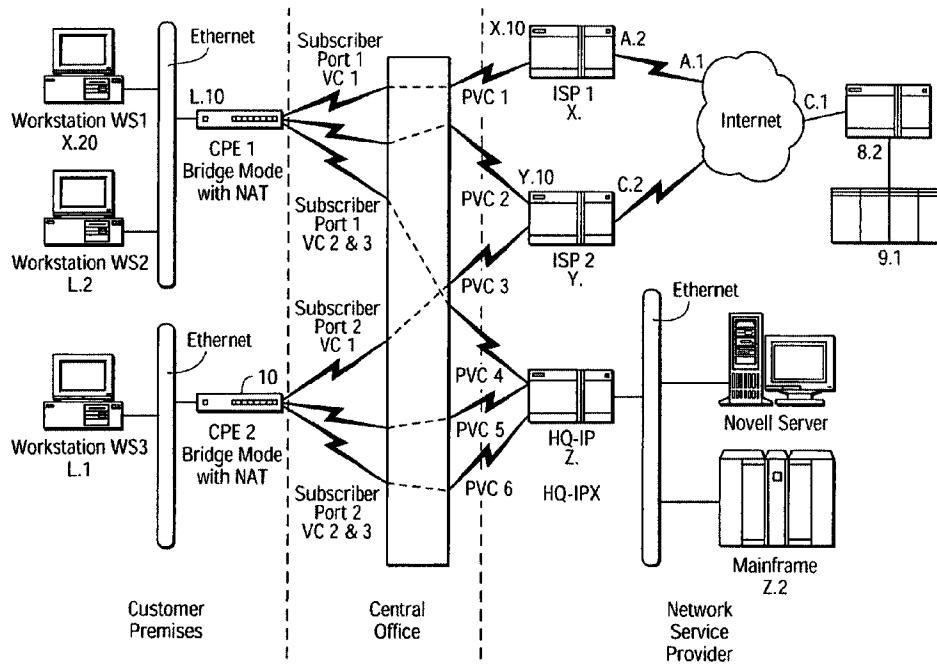 Ethernet
Workstation WS1
X.20
Workstation WS2
L.2
L.10
CPE 1
Bridge Mode
with NAT
Subscriber
Port 1
VC 1
Subscriber
Port 1
VC 2 & 3
PVC 1
PVC 2
PVC 3
X.10
A.2
ISP 1
X.
A.1
Internet
C.1
8.2
9.1
Y.10
C.2
ISP 2
Y.
Ethernet
Workstation WS3
L.1
10
CPE 2
Bridge Mode
with NAT
Subscriber
Port 2
VC 1
Subscriber
Port 2
VC 2 & 3
PVC 4
PVC 5
PVC 6
HQ-IP
Z.
HQ-IPX
Ethernet
Novell Server
Mainframe
Z.2
Customer
Premises
Central
Office
Network
Service
Provider